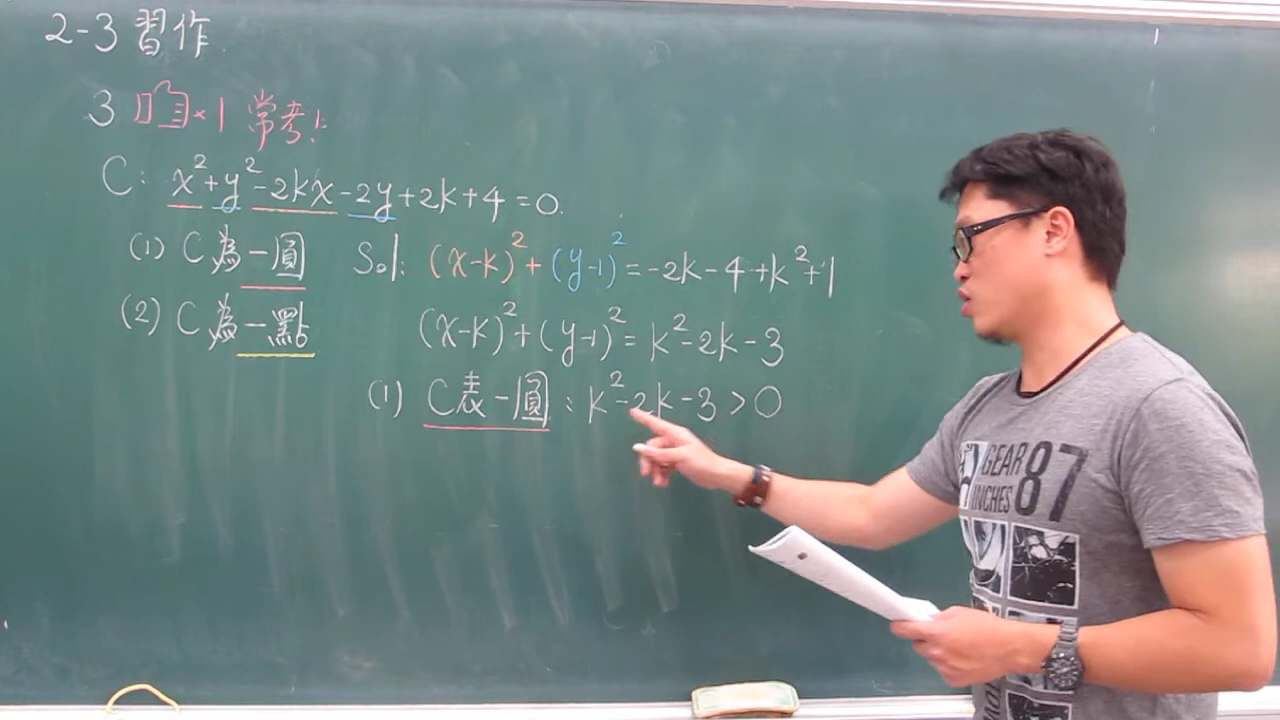 2-3 習作
3 ×1 常考!
C: x²+y²-2kx-2y+2k+4=0.
(1) C為一圓
(2) C為一點
Sol: (x-k)²+(y-1)²=-2k-4+k²+1
(x-k)²+(y-1)²=k²-2k-3
(1) C表一圓: k²-2k-3>0
GEAR 87
INCHES